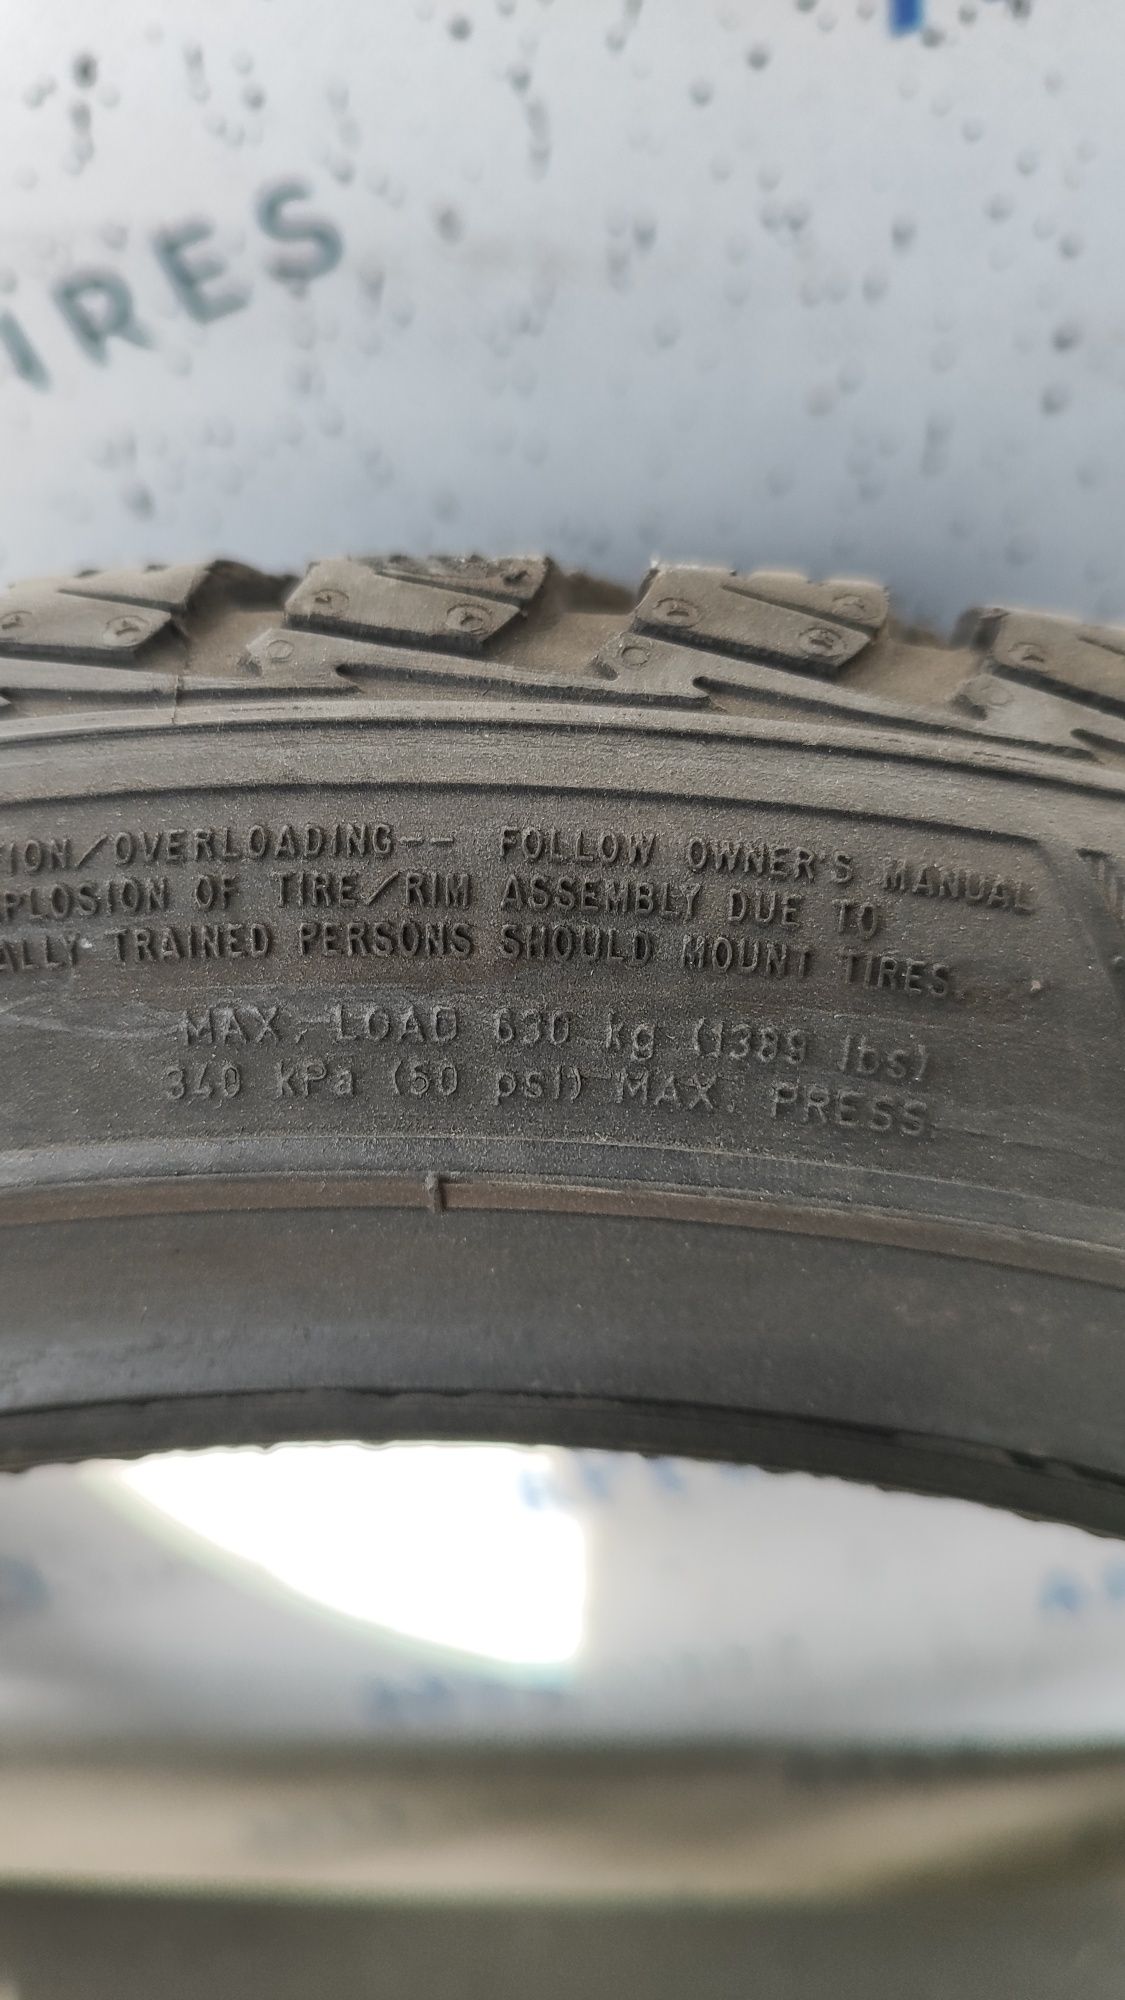 IRES
TION/OVERLOADING-- FOLLOW OWNER'S MANUAL
XPLOSION OF TIRE/RIM ASSEMBLY DUE TO
ALLY TRAINED PERSONS SHOULD MOUNT TIRES.
MAX. LOAD 630 kg (1389 lbs)
340 kPa (50 psi) MAX. PRESS.